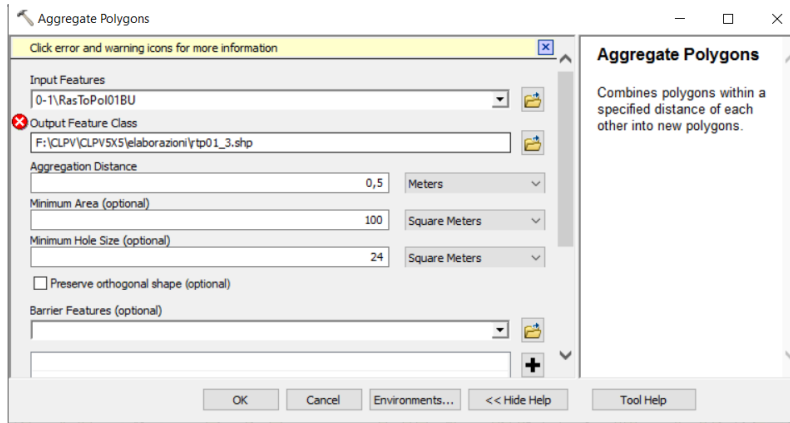 Aggregate Polygons
Click error and warning icons for more information
Input Features
0-1\RasToPol01BU
Output Feature Class
F:\CLPV\CLPV5X5\elaborazioni\rtp01_3.shp
Aggregation Distance
0,5 Meters
Minimum Area (optional)
100 Square Meters
Minimum Hole Size (optional)
24 Square Meters
Preserve orthogonal shape (optional)
Barrier Features (optional)
Aggregate Polygons
Combines polygons within a
specified distance of each
other into new polygons.
OK Cancel Environments... << Hide Help Tool Help